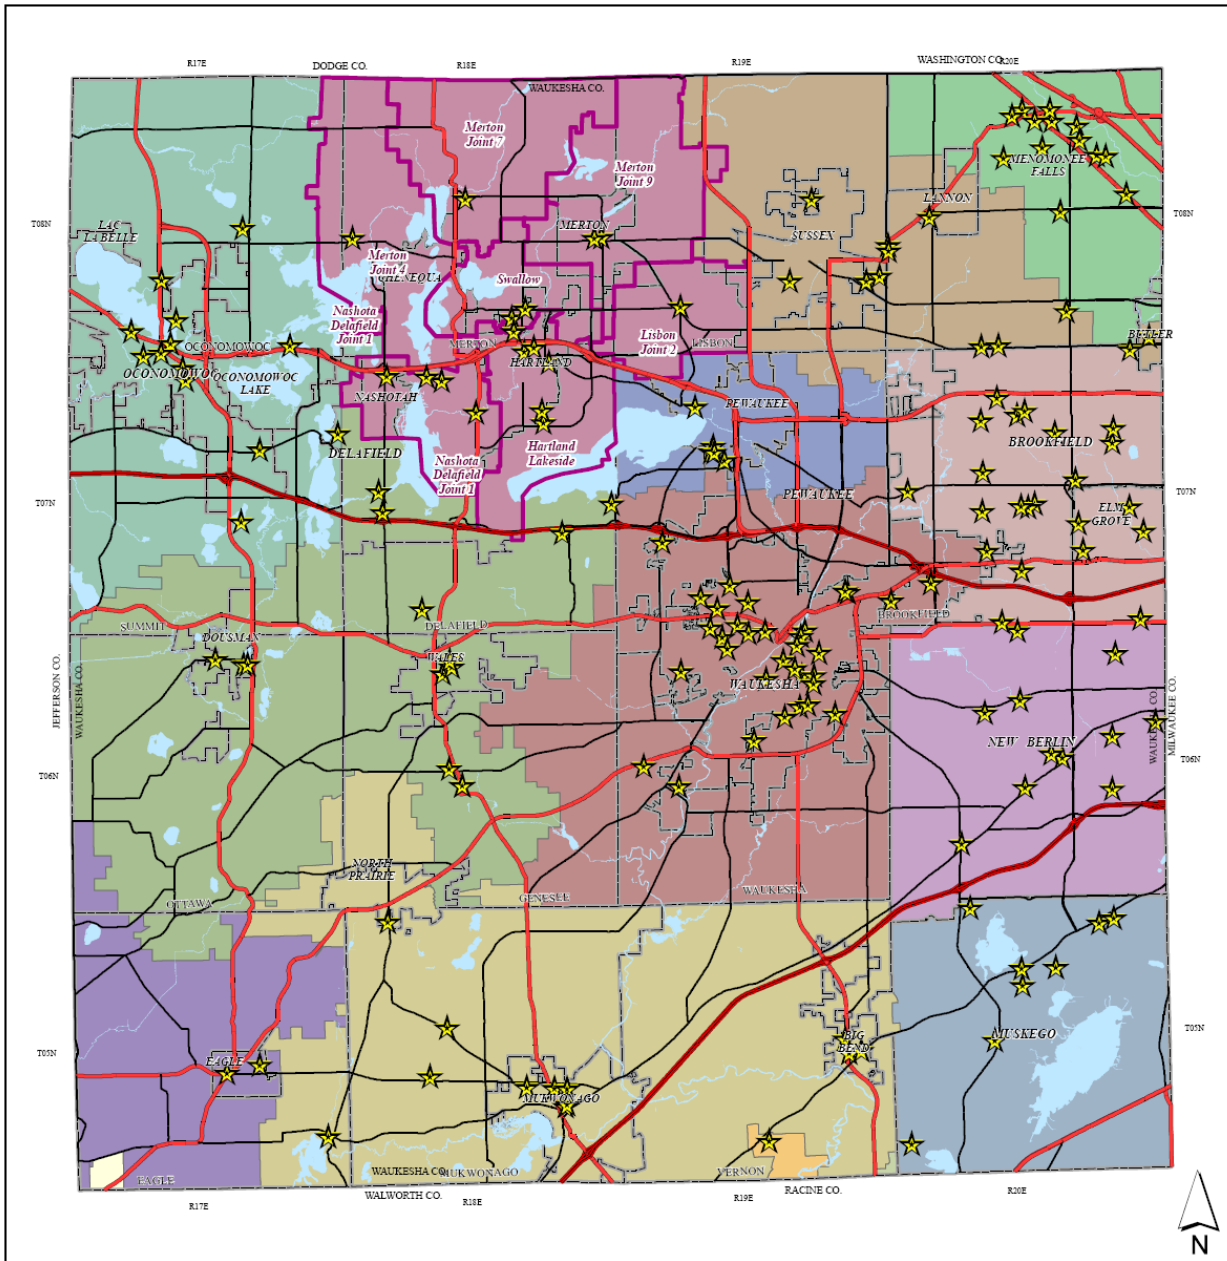 R17E
DODGE CO.
R18E
R19E
WASHINGTON CO.
R20E
WAUKESHA CO.
Merton
Joint 7
MENOMONEE
FALLS
Merton
Joint 9
LANNON
T08N
T08N
LAC
LA BELLE
MERTON
SUSSEX
Merton
Joint 4
CHENEQUA
Swallow
Nashota
Delafield
Joint 1
Lisbon
Joint 2
LISBON
BUTLER
OCONOMOWOC
MERTON
HARTLAND
OCONOMOWO
OCONOMOWOC
LAKE
NASHOTAH
PEWAUKEE
BROOKFIELD
DELAFIELD
Hartland
Lakeside
Nashota
Delafield
Joint 1
PEWAUKEE
T07N
T07N
ELM
GROVE
BROOKFIELD
SUMMIT
DELAFIELD
DOUSMAN
WALES
WAUKESHA
JEFFERSON CO.
WAUKESHA CO.
WAUKESHA CO.
MILWAUKEE CO.
NEW BERLIN
T06N
T06N
NORTH
PRAIRIE
OTTAWA
GENESEE
WAUKESHA
T05N
T05N
MUSKEGO
BIG
BEND
EAGLE
MUKWONAGO
EAGLE
WAUKESHA CO.
MUKWONAGO
VERNON
WALWORTH CO.
RACINE CO.
R17E
R18E
R19E
R20E
N